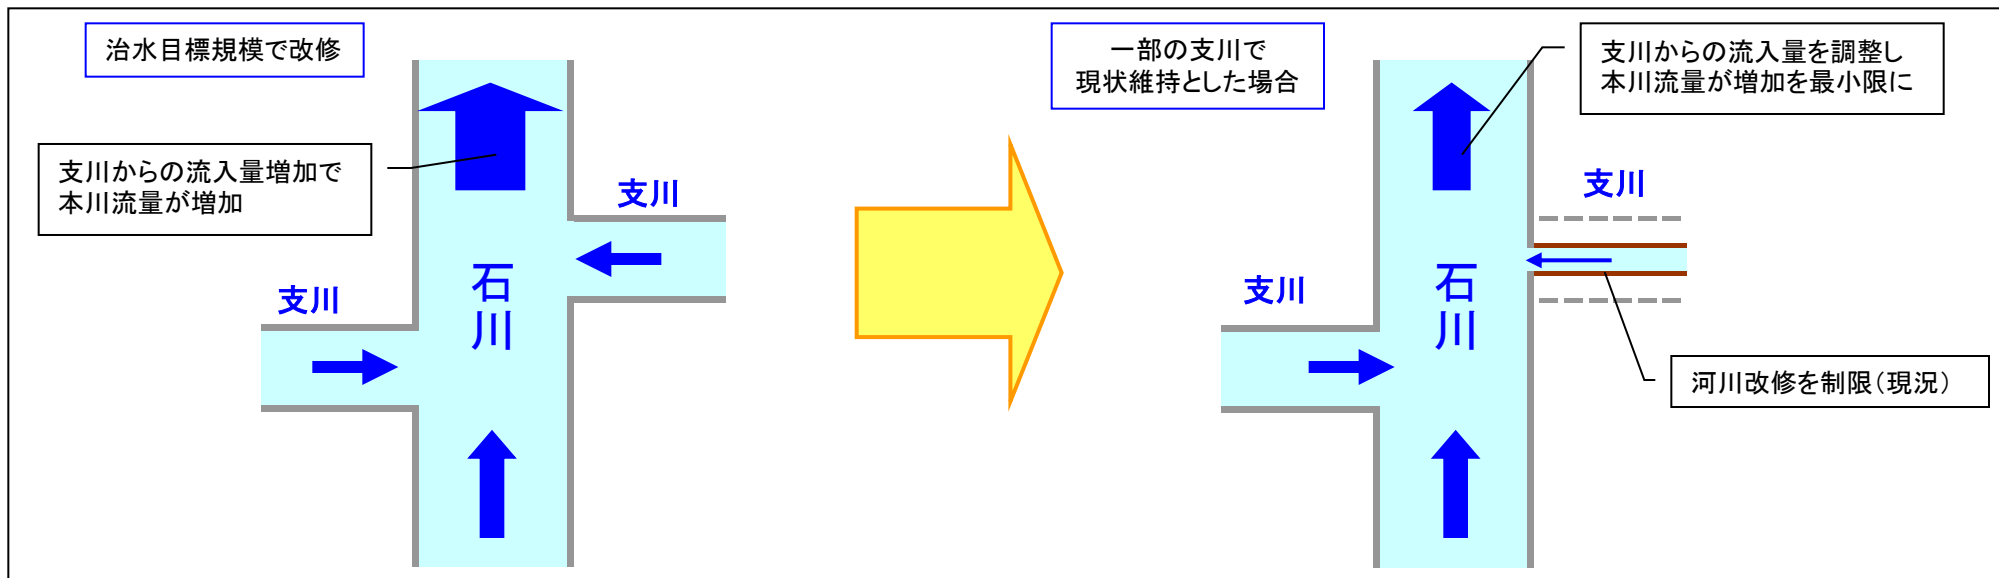 治水目標規模で改修
支川からの流入量増加で
本川流量が増加
支川
支川
石
川
一部の支川で
現状維持とした場合
支川からの流入量を調整し
本川流量が増加を最小限に
支川
支川
石
川
河川改修を制限(現況)